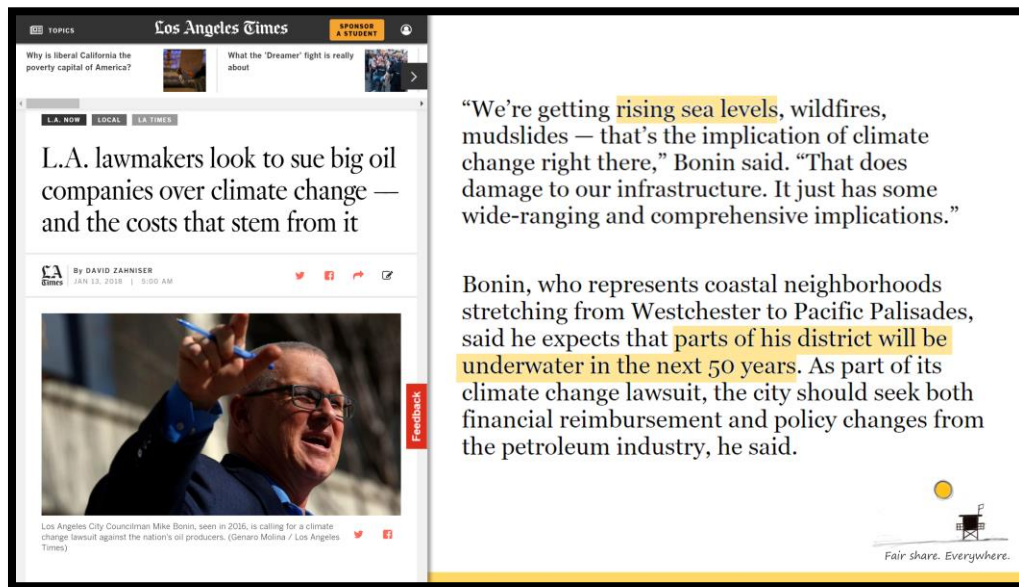 TOPICS
Los Angeles Times
SPONSOR
A STUDENT
Why is liberal California the
poverty capital of America?
What the 'Dreamer' fight is really
about
L.A. NOW LOCAL LA TIMES
L.A. lawmakers look to sue big oil
companies over climate change —
and the costs that stem from it
LA
Times
By DAVID ZAHNISER
JAN 13, 2018 | 5:00 AM
Feedback
Los Angeles City Councilman Mike Bonin, seen in 2016, is calling for a climate
change lawsuit against the nation's oil producers. (Genaro Molina / Los Angeles
Times)
“We’re getting rising sea levels, wildfires,
mudslides — that’s the implication of climate
change right there,” Bonin said. “That does
damage to our infrastructure. It just has some
wide-ranging and comprehensive implications.”
Bonin, who represents coastal neighborhoods
stretching from Westchester to Pacific Palisades,
said he expects that parts of his district will be
underwater in the next 50 years. As part of its
climate change lawsuit, the city should seek both
financial reimbursement and policy changes from
the petroleum industry, he said.
Fair share. Everywhere.